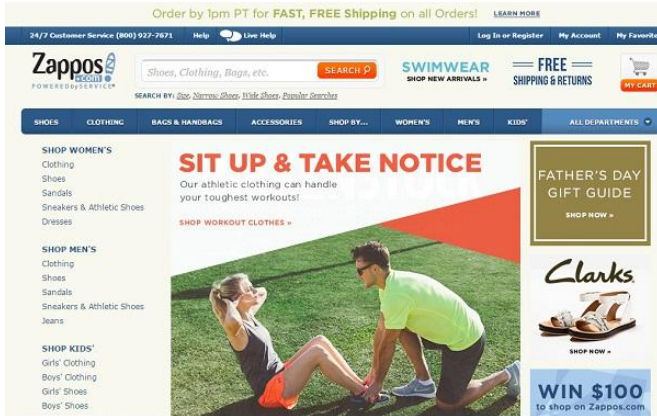 Order by 1pm PT for FAST, FREE Shipping on all Orders! LEARN MORE
24/7 Customer Service (800) 927-7671 Help Live Help Log In or Register My Account My Favorite
Zappos
.com
POWERED by SERVICE®
Shoes, Clothing, Bags, etc. SEARCH
SEARCH BY: Size, Narrow Shoes, Wide Shoes, Popular Searches
SWIMWEAR
SHOP NEW ARRIVALS »
FREE
SHIPPING & RETURNS
MY CART
SHOES CLOTHING BAGS & HANDBAGS ACCESSORIES SHOP BY... WOMEN'S MEN'S KIDS' ALL DEPARTMENTS
SHOP WOMEN'S
Clothing
Shoes
Sandals
Sneakers & Athletic Shoes
Dresses
SHOP MEN'S
Clothing
Shoes
Sandals
Sneakers & Athletic Shoes
Jeans
SHOP KIDS'
Girls' Clothing
Boys' Clothing
Girls' Shoes
Boys' Shoes
SIT UP & TAKE NOTICE
Our athletic clothing can handle
your toughest workouts!
SHOP WORKOUT CLOTHES »
FATHER'S DAY
GIFT GUIDE
SHOP NOW »
Clarks
SHOP NOW »
WIN $100
to shop on Zappos.com